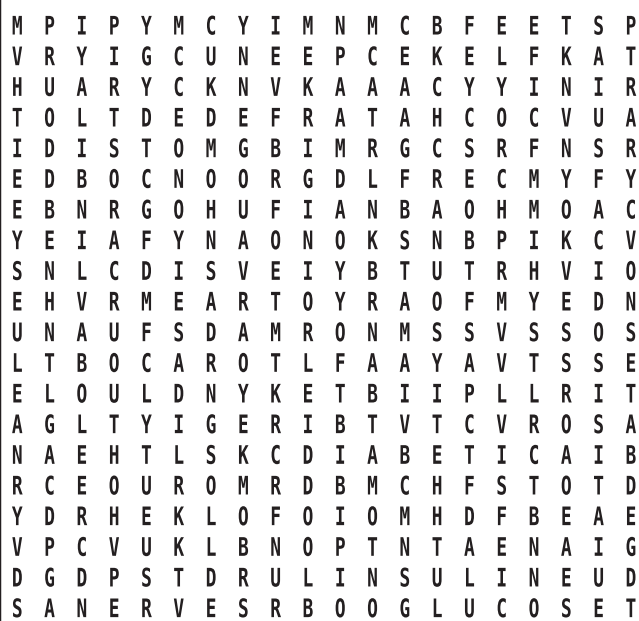 M P I P Y M C Y I M N M C B F E E T S P
V R Y I G C U N E E P C E K E L F K A T
H U A R Y C K N V K A A A C Y Y I N I R
T O L T D E D E F R A T A H C O C V U A
I D I S T O M G B I M R G C S R F N S R
E D B O C N O O R G D L F R E C M Y F Y
E B N R G O H U F I A N B A O H M O A C
Y E I A F Y N A O N O K S N B P I K C V
S N L C D I S V E I Y B T U T R H V I O
E H V R M E A R T O Y R A O F M Y E D N
U N A U F S D A M R O N M S S V S S O S
L T B O C A R O T L F A A Y A V T S S E
E L O U L D N Y K E T B I I P L L R I T
A G L T Y I G E R I B T V T C V R O S A
N A E H T L S K C D I A B E T I C A I B
R C E O U R O M R D B M C H F S T O T D
Y D R H E K L O F O I O M H D F B E A E
V P C V U K L B N O P T N T A E N A I G
D G D P S T D R U L I N S U L I N E U D
S A N E R V E S R B O O G L U C O S E T